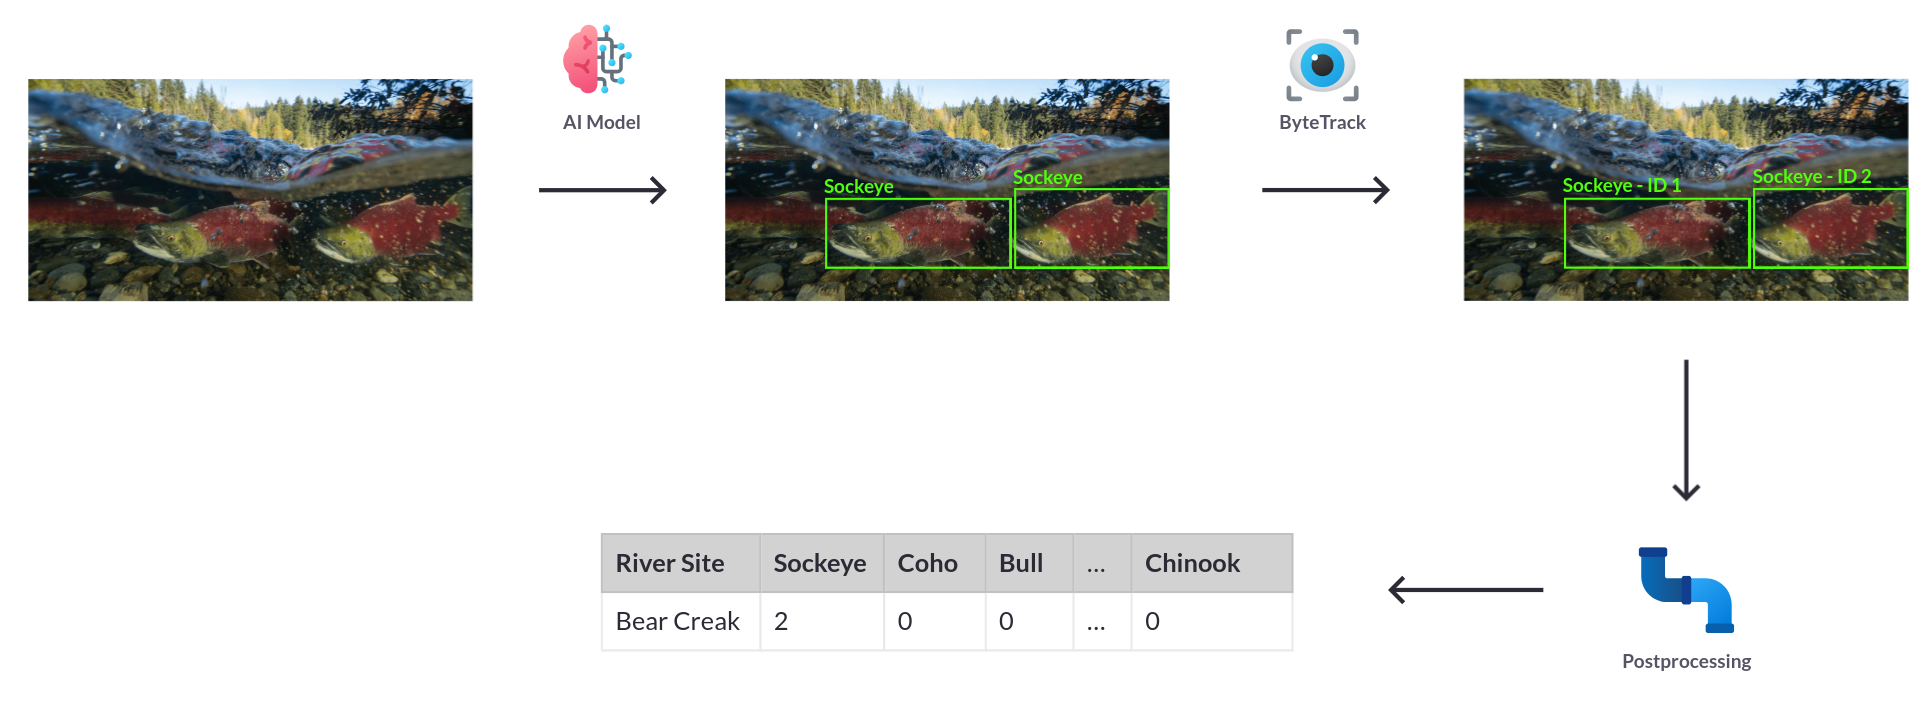 AI Model
ByteTrack
Sockeye
Sockeye
Sockeye - ID 1
Sockeye - ID 2
Postprocessing
River Site Sockeye Coho Bull ... Chinook
Bear Creak 2 0 0 ... 0